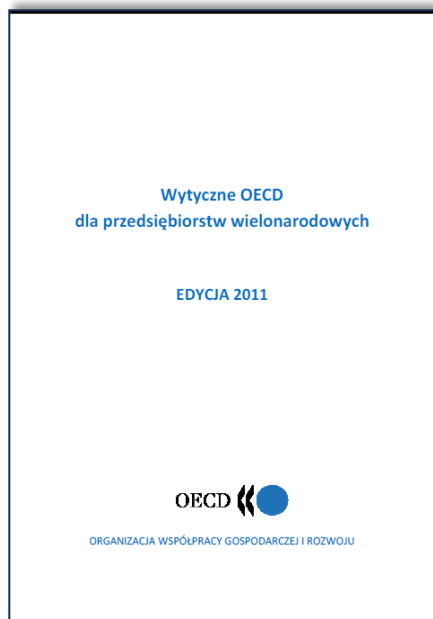 Wytyczne OECD
dla przedsiębiorstw wielonarodowych
EDYCJA 2011
OECD
ORGANIZACJA WSPÓŁPRACY GOSPODARCZEJ I ROZWOJU